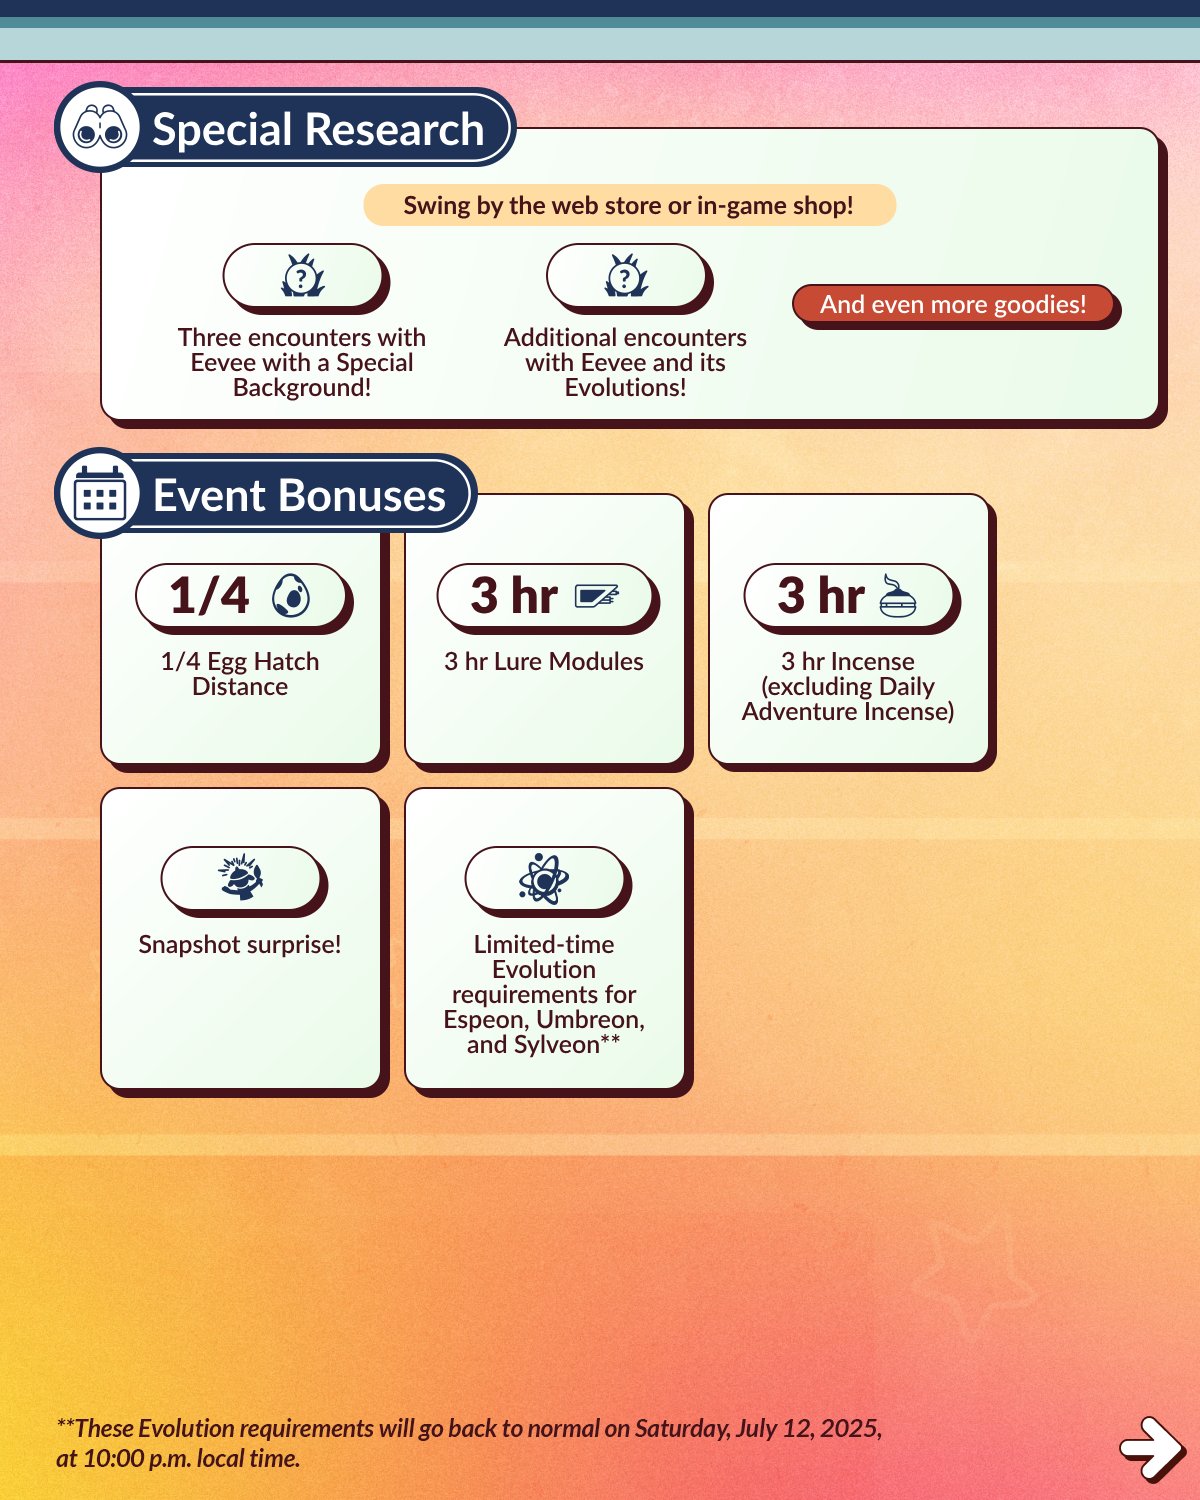 Special Research
Swing by the web store or in-game shop!
?
Three encounters with
Eevee with a Special
Background!
?
Additional encounters
with Eevee and its
Evolutions!
And even more goodies!
Event Bonuses
1/4
1/4 Egg Hatch
Distance
3 hr
3 hr Lure Modules
3 hr
3 hr Incense
(excluding Daily
Adventure Incense)
Snapshot surprise!
Limited-time
Evolution
requirements for
Espeon, Umbreon,
and Sylveon**
**These Evolution requirements will go back to normal on Saturday, July 12, 2025,
at 10:00 p.m. local time.